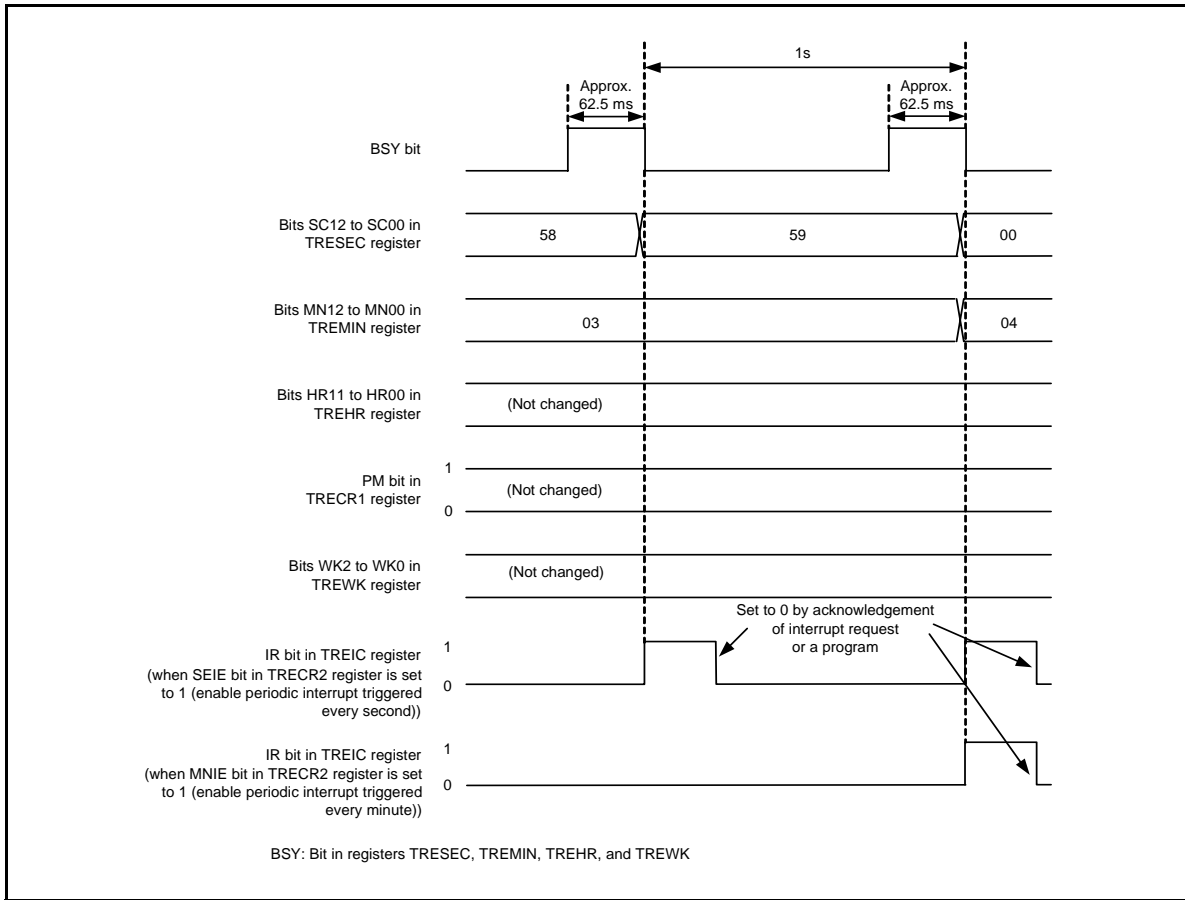 1s
Approx.
62.5 ms
Approx.
62.5 ms
BSY bit
Bits SC12 to SC00 in
TRESEC register
58
59
00
Bits MN12 to MN00 in
TREMIN register
03
04
Bits HR11 to HR00 in
TREHR register
(Not changed)
PM bit in
TRECR1 register
1
0
(Not changed)
Bits WK2 to WK0 in
TREWK register
(Not changed)
Set to 0 by acknowledgement
of interrupt request
or a program
IR bit in TREIC register
(when SEIE bit in TRECR2 register is set
to 1 (enable periodic interrupt triggered
every second))
1
0
IR bit in TREIC register
(when MNIE bit in TRECR2 register is set
to 1 (enable periodic interrupt triggered
every minute))
1
0
BSY: Bit in registers TRESEC, TREMIN, TREHR, and TREWK